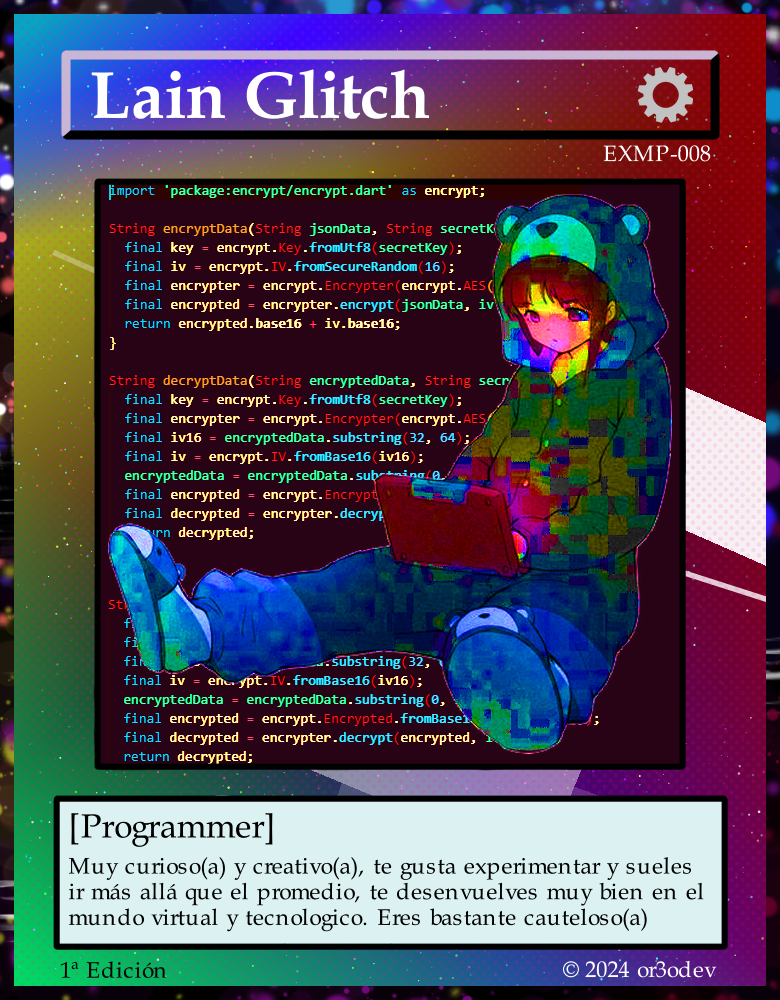 Lain Glitch
EXMP-008
import 'package:encrypt/encrypt.dart' as encrypt;
String encryptData(String jsonData, String
final key = encrypt.Key.fromUtf8(secretKey);
final iv = encrypt.IV.fromSecureRandom(16);
final encrypter = encrypt.Encrypter(encrypt.AES(
final encrypted = encrypter.encrypt(jsonData, iv
return encrypted.base16 + iv.base16;
}
String decryptData(String encryptedData, String
final key = encrypt.Key.fromUtf8(secretKey);
final encrypter = encrypt.Encrypter(encrypt.AES
final iv16 = encryptedData.substring(32, 64);
final iv = encrypt.IV.fromBase16(iv16);
encryptedData = encryptedData.substring(0,
final encrypted = encrypt.
final decrypted =
decrypted;
.substring(32,
final iv = encrypt.IV.fromBase16(iv16);
encryptedData = encryptedData.substring(0,
final encrypted = encrypt.Encrypted. ;
final decrypted = encrypter.decrypt(encrypted,
return decrypted;
[Programmer]
Muy curioso(a) y creativo(a), te gusta experimentar y sueles
ir más allá que el promedio, te desenvuelves muy bien en el
mundo virtual y tecnologico. Eres bastante cauteloso(a)
1ª Edición
© 2024 or3odev